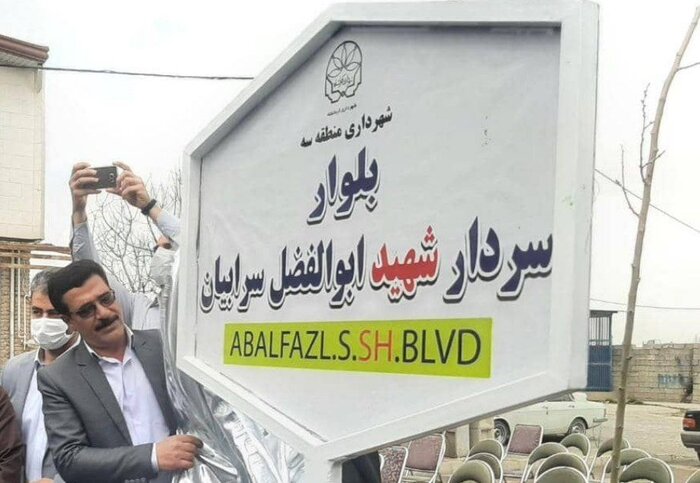 شهرداری منطقه سه
بلوار
سردار شهید ابوالفضل سرابیان
ABALFAZL.S.SH.BLVD